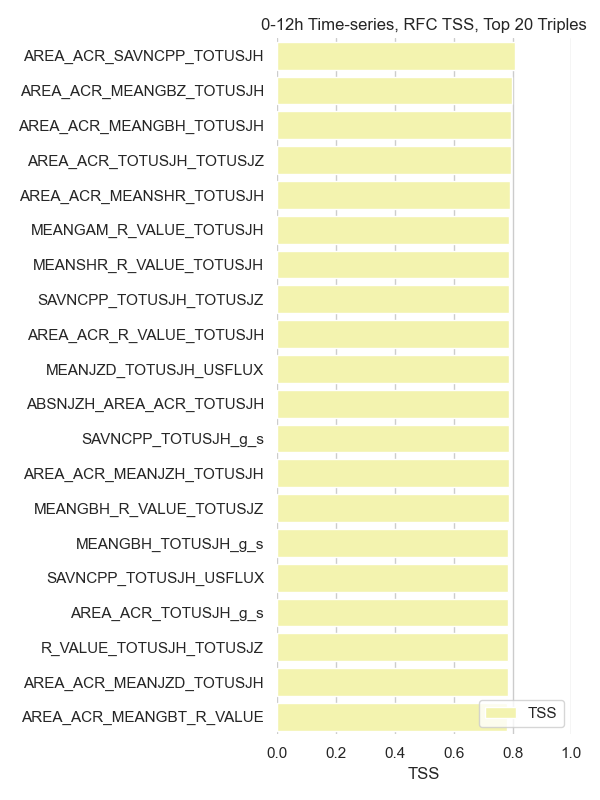 0-12h Time-series, RFC TSS, Top 20 Triples
AREA_ACR_SAVNCPP_TOTUSJH
AREA_ACR_MEANGBZ_TOTUSJH
AREA_ACR_MEANGBH_TOTUSJH
AREA_ACR_TOTUSJH_TOTUSJZ
AREA_ACR_MEANSHR_TOTUSJH
MEANGAM_R_VALUE_TOTUSJH
MEANSHR_R_VALUE_TOTUSJH
SAVNCPP_TOTUSJH_TOTUSJZ
AREA_ACR_R_VALUE_TOTUSJH
MEANJZD_TOTUSJH_USFLUX
ABSNJZH_AREA_ACR_TOTUSJH
SAVNCPP_TOTUSJH_g_s
AREA_ACR_MEANJZH_TOTUSJH
MEANGBH_R_VALUE_TOTUSJZ
MEANGBH_TOTUSJH_g_s
SAVNCPP_TOTUSJH_USFLUX
AREA_ACR_TOTUSJH_g_s
R_VALUE_TOTUSJH_TOTUSJZ
AREA_ACR_MEANJZD_TOTUSJH
AREA_ACR_MEANGBT_R_VALUE
TSS
0.0 0.2 0.4 0.6 0.8 1.0
TSS